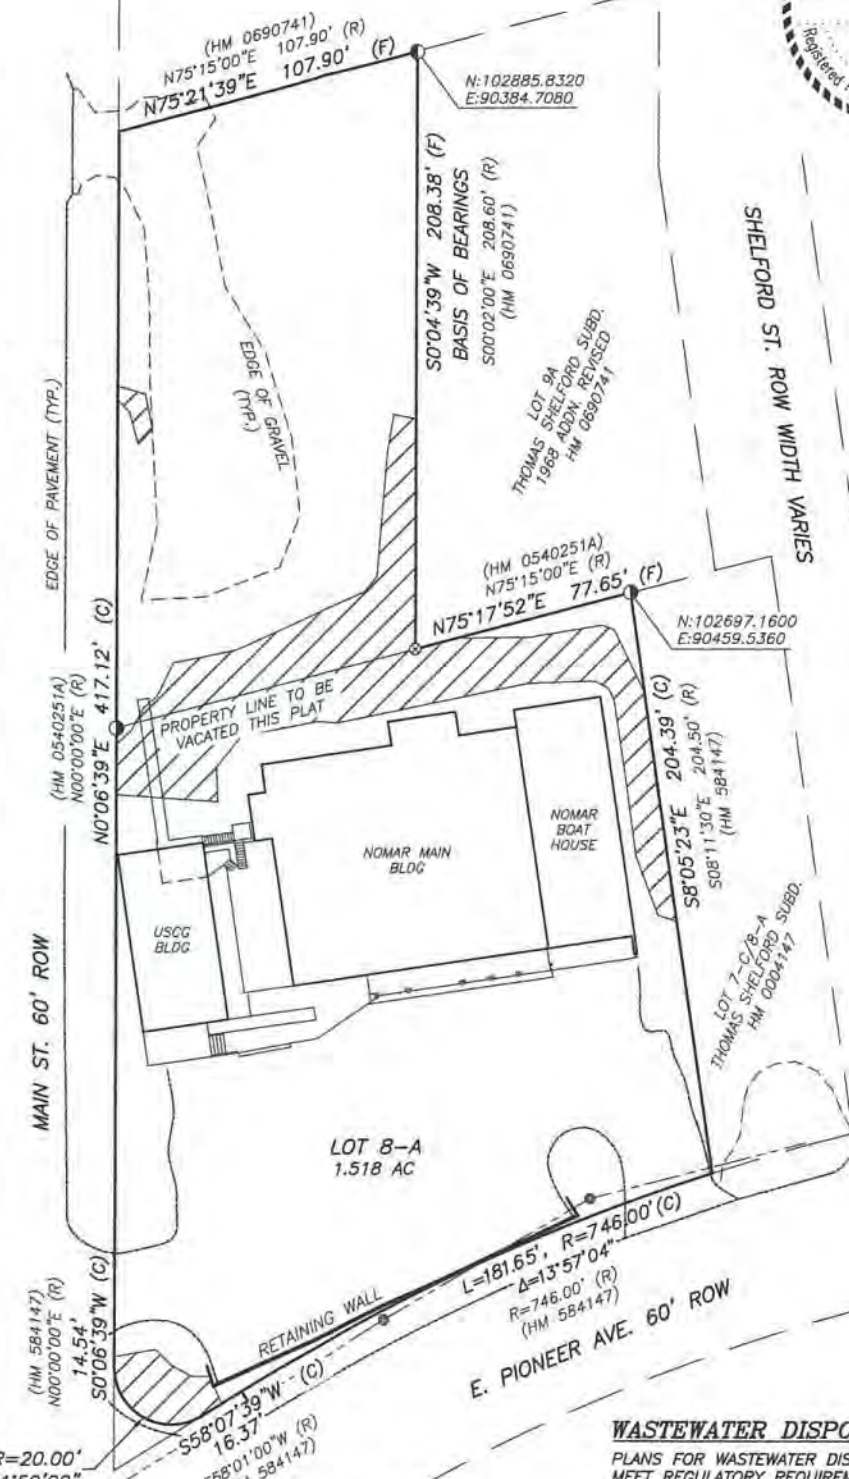 (HM 0690741)
N75°15'00"E 107.90' (R)
N75°21'39"E 107.90' (F)
N:102885.8320
E:90384.7080
Registered
S0°04'39"W 208.38' (F)
BASIS OF BEARINGS
S00°02'00"E 208.60' (R)
(HM 0690741)
SHELFORD ST. ROW WIDTH VARIES
EDGE OF GRAVEL
(TYP.)
LOT 9A
THOMAS SHELFORD SUBD.
1968 ADDN. REVISED
HM 0690741
EDGE OF PAVEMENT (TYP.)
(HM 0540251A)
N75°15'00"E (R)
N75°17'52"E 77.65' (F)
N:102697.1600
E:90459.5360
(HM 0540251A)
N00°00'00"E (R)
N0°06'39"E 417.12' (C)
PROPERTY LINE TO BE
VACATED THIS PLAT
S8°05'23"E 204.39' (C)
S08°11'30"E 204.50' (R)
(HM 584147)
NOMAR MAIN
BLDG
NOMAR
BOAT
HOUSE
USCG
BLDG
LOT 7-C/8-A
THOMAS SHELFORD SUBD.
HM 0004147
MAIN ST. 60' ROW
LOT 8-A
1.518 AC
L=181.65', R=746.00' (C)
Δ=13°57'04"
R=746.00' (R)
(HM 584147)
RETAINING WALL
E. PIONEER AVE. 60' ROW
(HM 584147)
N00°00'00"E (R)
14.54'
S0°06'39"W (C)
S58°07'39"W (C)
16.37'
58°01'00"W (R)
584147)
R=20.00'
WASTEWATER DISPO
PLANS FOR WASTEWATER DIS
MEET REGULATORY REQUIREM